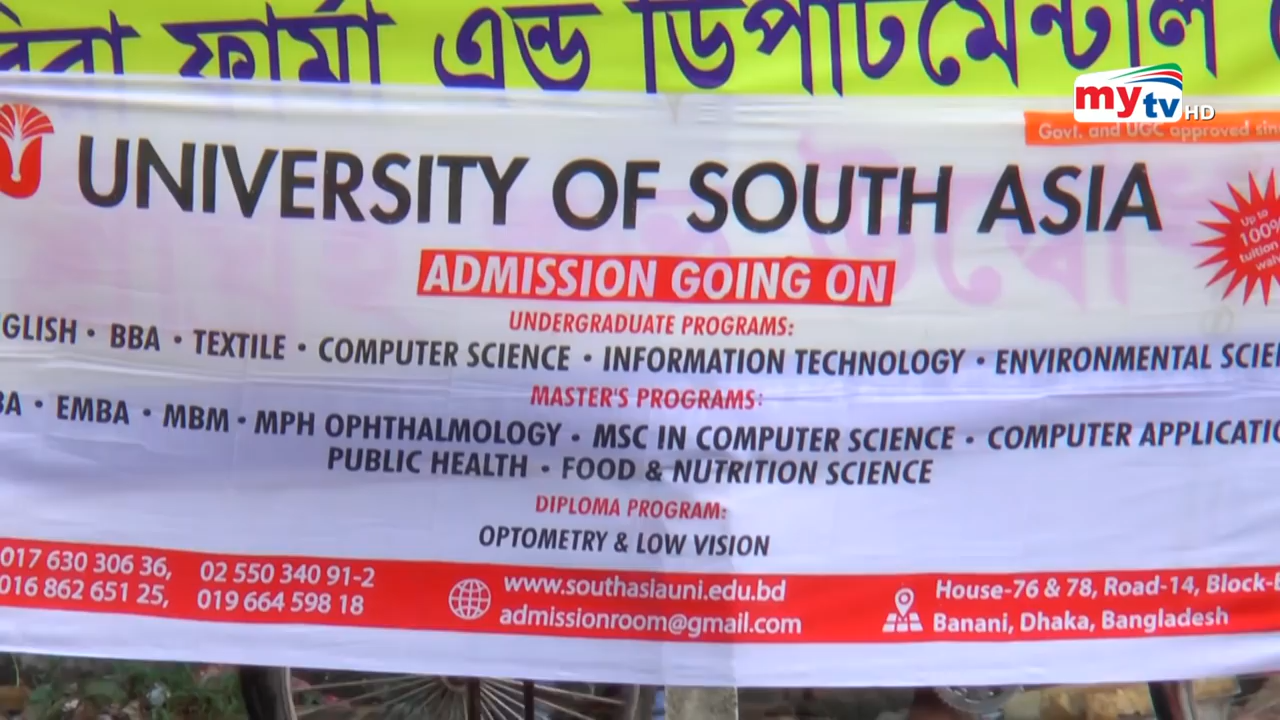 ফার্মা এন্ড ডিপার্টমেন্টাল
mytv HD
Govt. and UGC approved
UNIVERSITY OF SOUTH ASIA
Up to
100%
tuition
ADMISSION GOING ON
UNDERGRADUATE PROGRAMS:
GLISH • BBA • TEXTILE • COMPUTER SCIENCE • INFORMATION TECHNOLOGY • ENVIRONMENTAL SCIE
MASTER'S PROGRAMS:
BA • EMBA • MBM • MPH OPHTHALMOLOGY • MSC IN COMPUTER SCIENCE • COMPUTER APPLICATIO
PUBLIC HEALTH • FOOD & NUTRITION SCIENCE
DIPLOMA PROGRAM:
OPTOMETRY & LOW VISION
017 630 306 36, 02 550 340 91-2
016 862 651 25, 019 664 598 18
www.southasiauni.edu.bd
admissionroom@gmail.com
House-76 & 78, Road-14, Block-B
Banani, Dhaka, Bangladesh